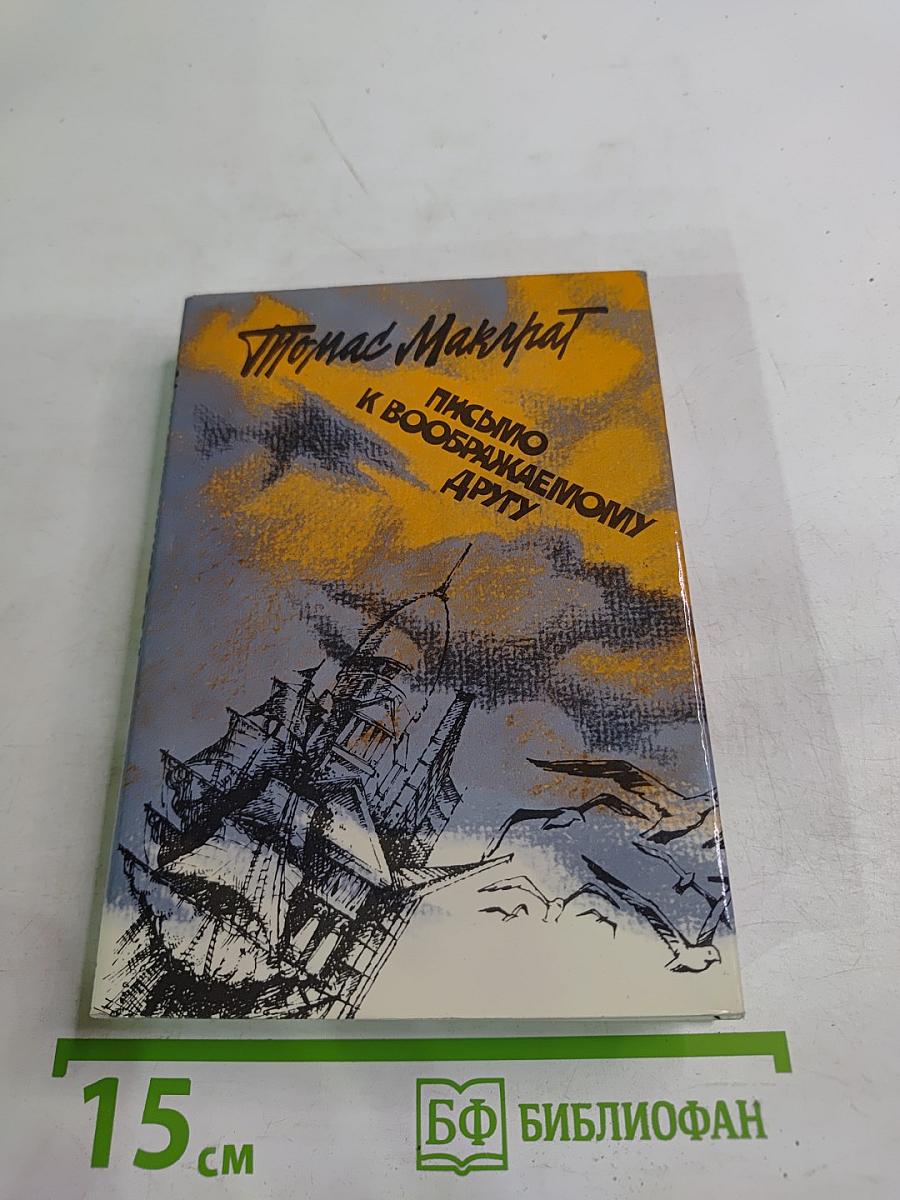 Томас Макграт
ПИСЬМО
К ВООБРАЖАЕМОМУ
ДРУГУ
15 см
БФ БИБЛИОФАН